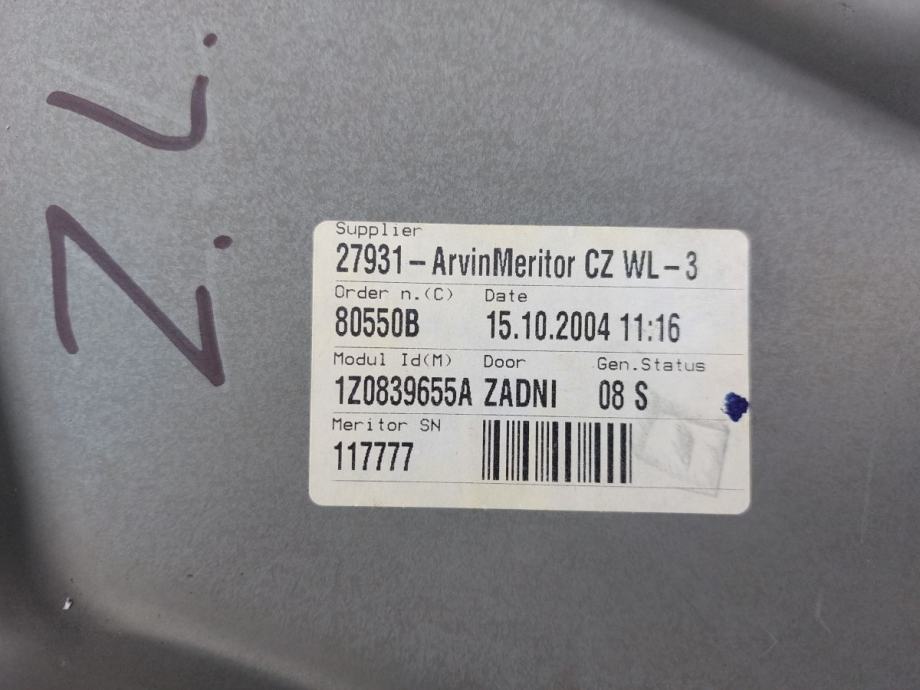 Z. L.
Supplier
27931-ArvinMeritor CZ WL-3
Order n.(C) Date
80550B 15.10.2004 11:16
Modul Id(M) Door Gen.Status
1Z0839655A ZADNI 08 S
Meritor SN
117777